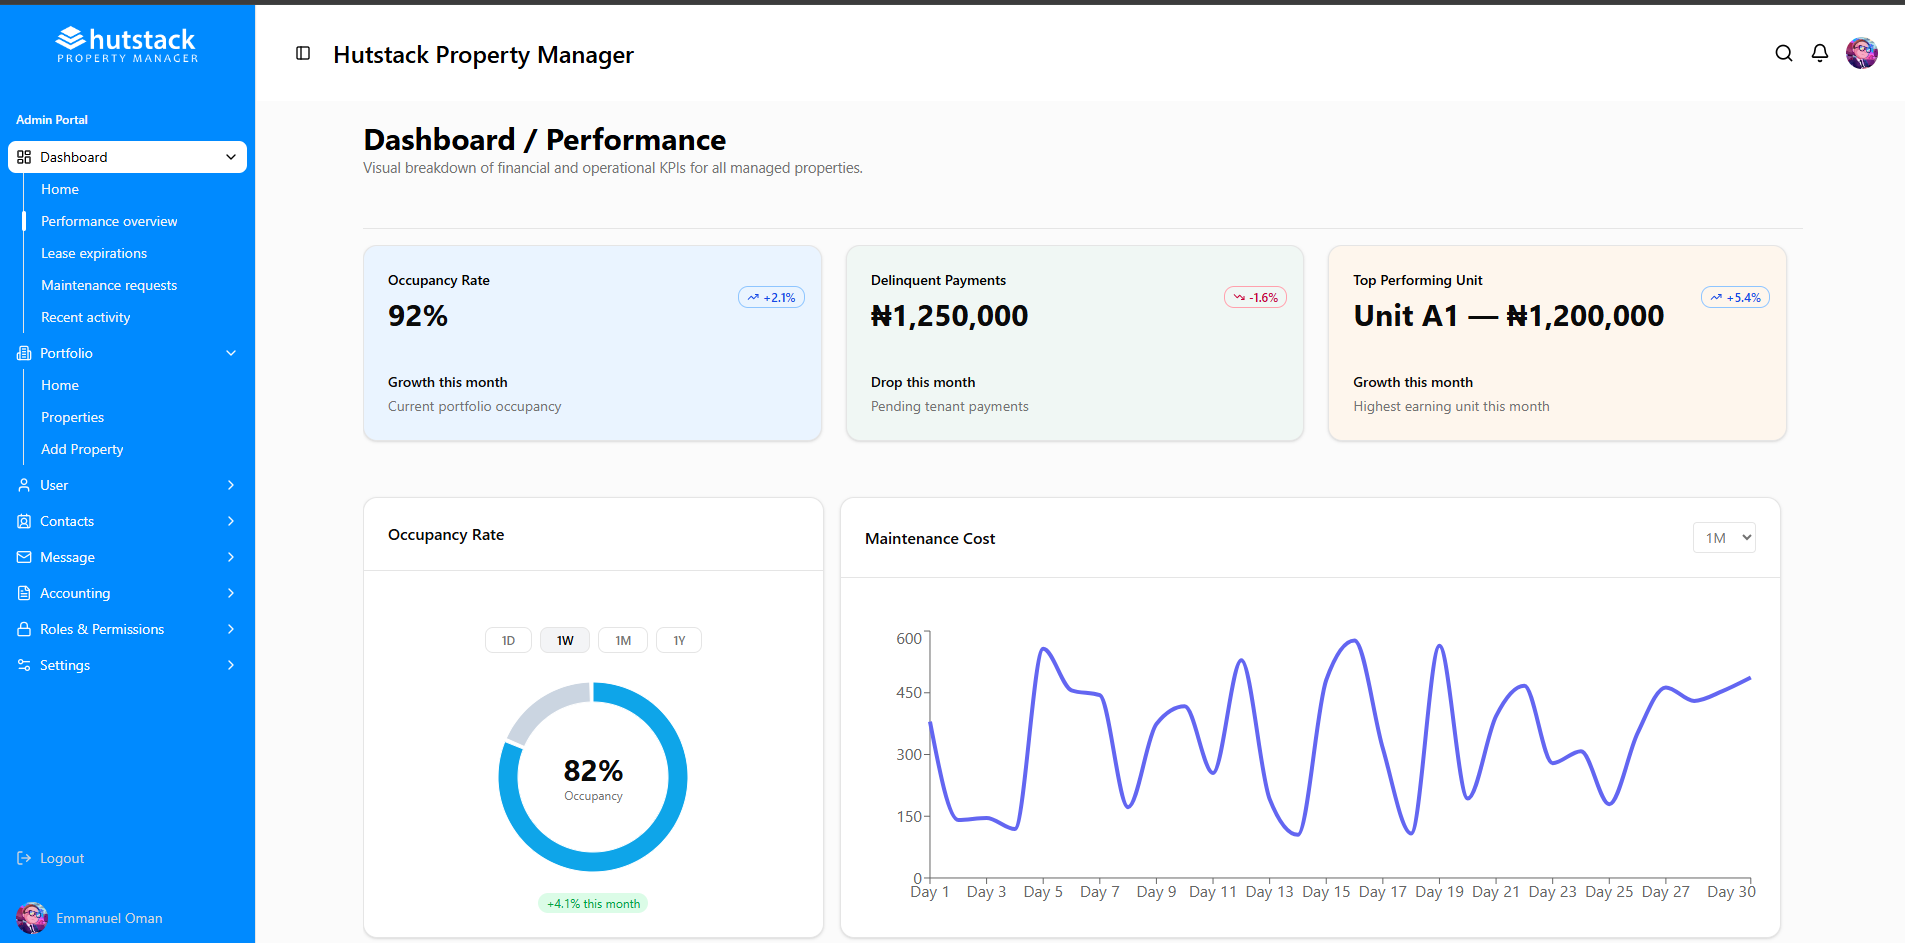 hutstack
PROPERTY MANAGER
Admin Portal
Dashboard
Home
Performance overview
Lease expirations
Maintenance requests
Recent activity
Portfolio
Home
Properties
Add Property
User
Contacts
Message
Accounting
Roles & Permissions
Settings
Logout
Emmanuel Oman
Hutstack Property Manager
Dashboard / Performance
Visual breakdown of financial and operational KPIs for all managed properties.
Occupancy Rate
92%
+2.1%
Growth this month
Current portfolio occupancy
Delinquent Payments
₦1,250,000
-1.6%
Drop this month
Pending tenant payments
Top Performing Unit
Unit A1 — ₦1,200,000
+5.4%
Growth this month
Highest earning unit this month
Occupancy Rate
1D 1W 1M 1Y
82%
Occupancy
+4.1% this month
Maintenance Cost
1M
600
450
300
150
0
Day 1 Day 3 Day 5 Day 7 Day 9 Day 11 Day 13 Day 15 Day 17 Day 19 Day 21 Day 23 Day 25 Day 27 Day 30